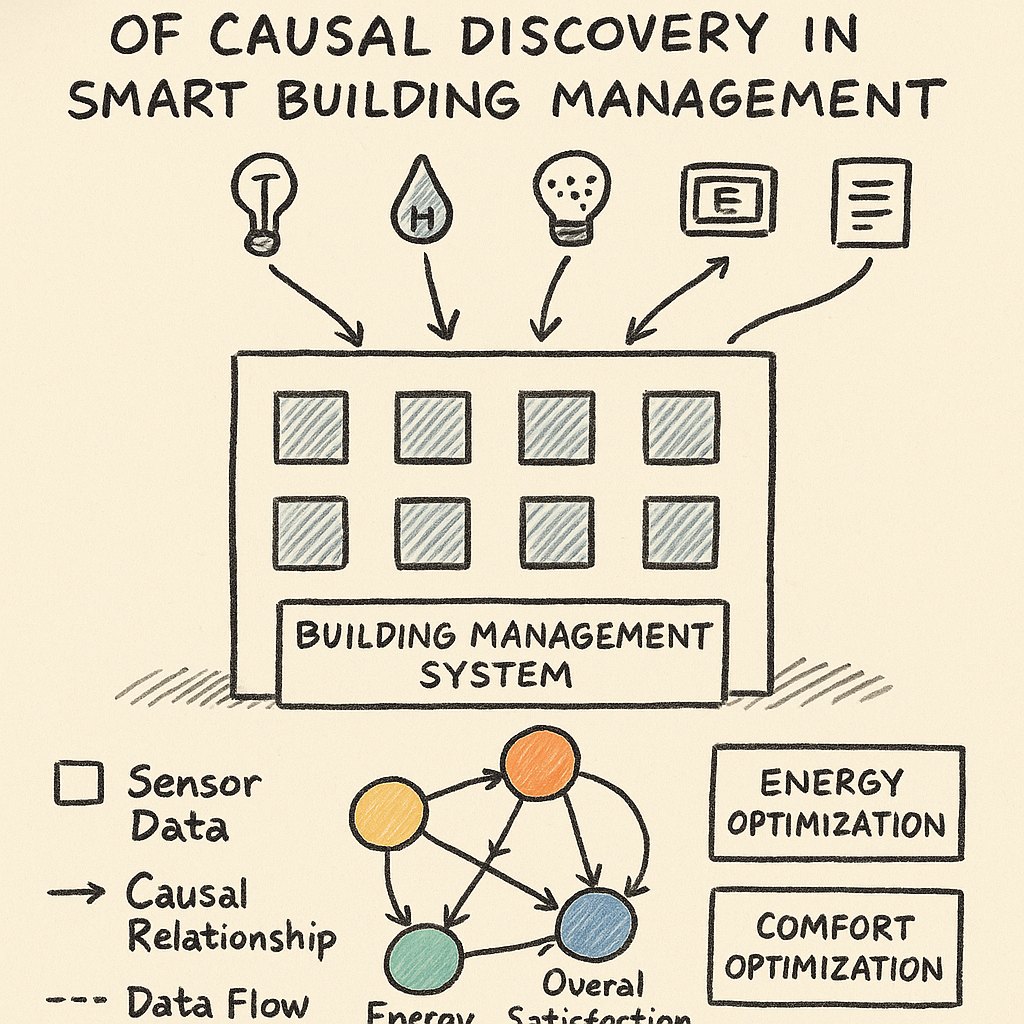 OF CAUSAL DISCOVERY IN
SMART BUILDING MANAGEMENT
T
H
E
BUILDING MANAGEMENT
SYSTEM
Sensor
Data
Causal
Relationship
Data Flow
Energy
Overal
Satisfaction
ENERGY
OPTIMIZATION
COMFORT
OPTIMIZATION